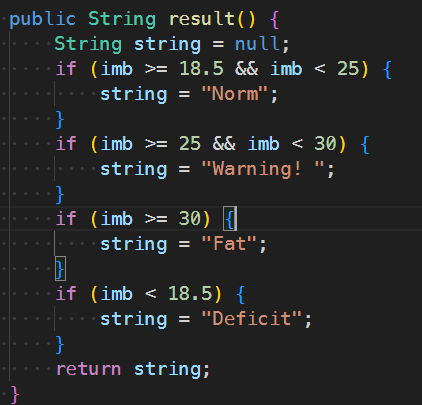 public String result() {
    String string = null;
    if (imb >= 18.5 && imb < 25) {
        string = "Norm";
    }
    if (imb >= 25 && imb < 30) {
        string = "Warning! ";
    }
    if (imb >= 30) {
        string = "Fat";
    }
    if (imb < 18.5) {
        string = "Deficit";
    }
    return string;
}